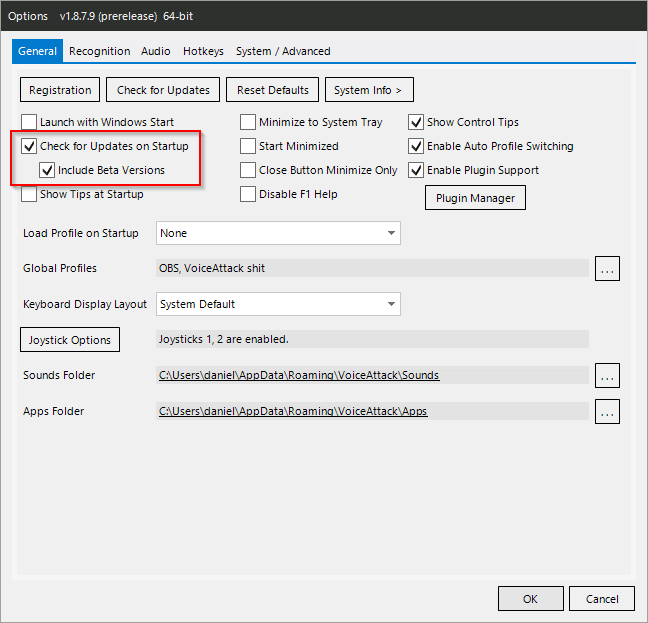 Options v1.8.7.9 (prerelease) 64-bit
General Recognition Audio Hotkeys System / Advanced
Registration Check for Updates Reset Defaults System Info >
Launch with Windows Start Minimize to System Tray Show Control Tips
Check for Updates on Startup Start Minimized Enable Auto Profile Switching
Include Beta Versions Close Button Minimize Only Enable Plugin Support
Show Tips at Startup Disable F1 Help Plugin Manager
Load Profile on Startup None
Global Profiles OBS, VoiceAttack shit ...
Keyboard Display Layout System Default
Joystick Options Joysticks 1, 2 are enabled.
Sounds Folder C:\Users\daniel\AppData\Roaming\VoiceAttack\Sounds ...
Apps Folder C:\Users\daniel\AppData\Roaming\VoiceAttack\Apps ...
OK Cancel